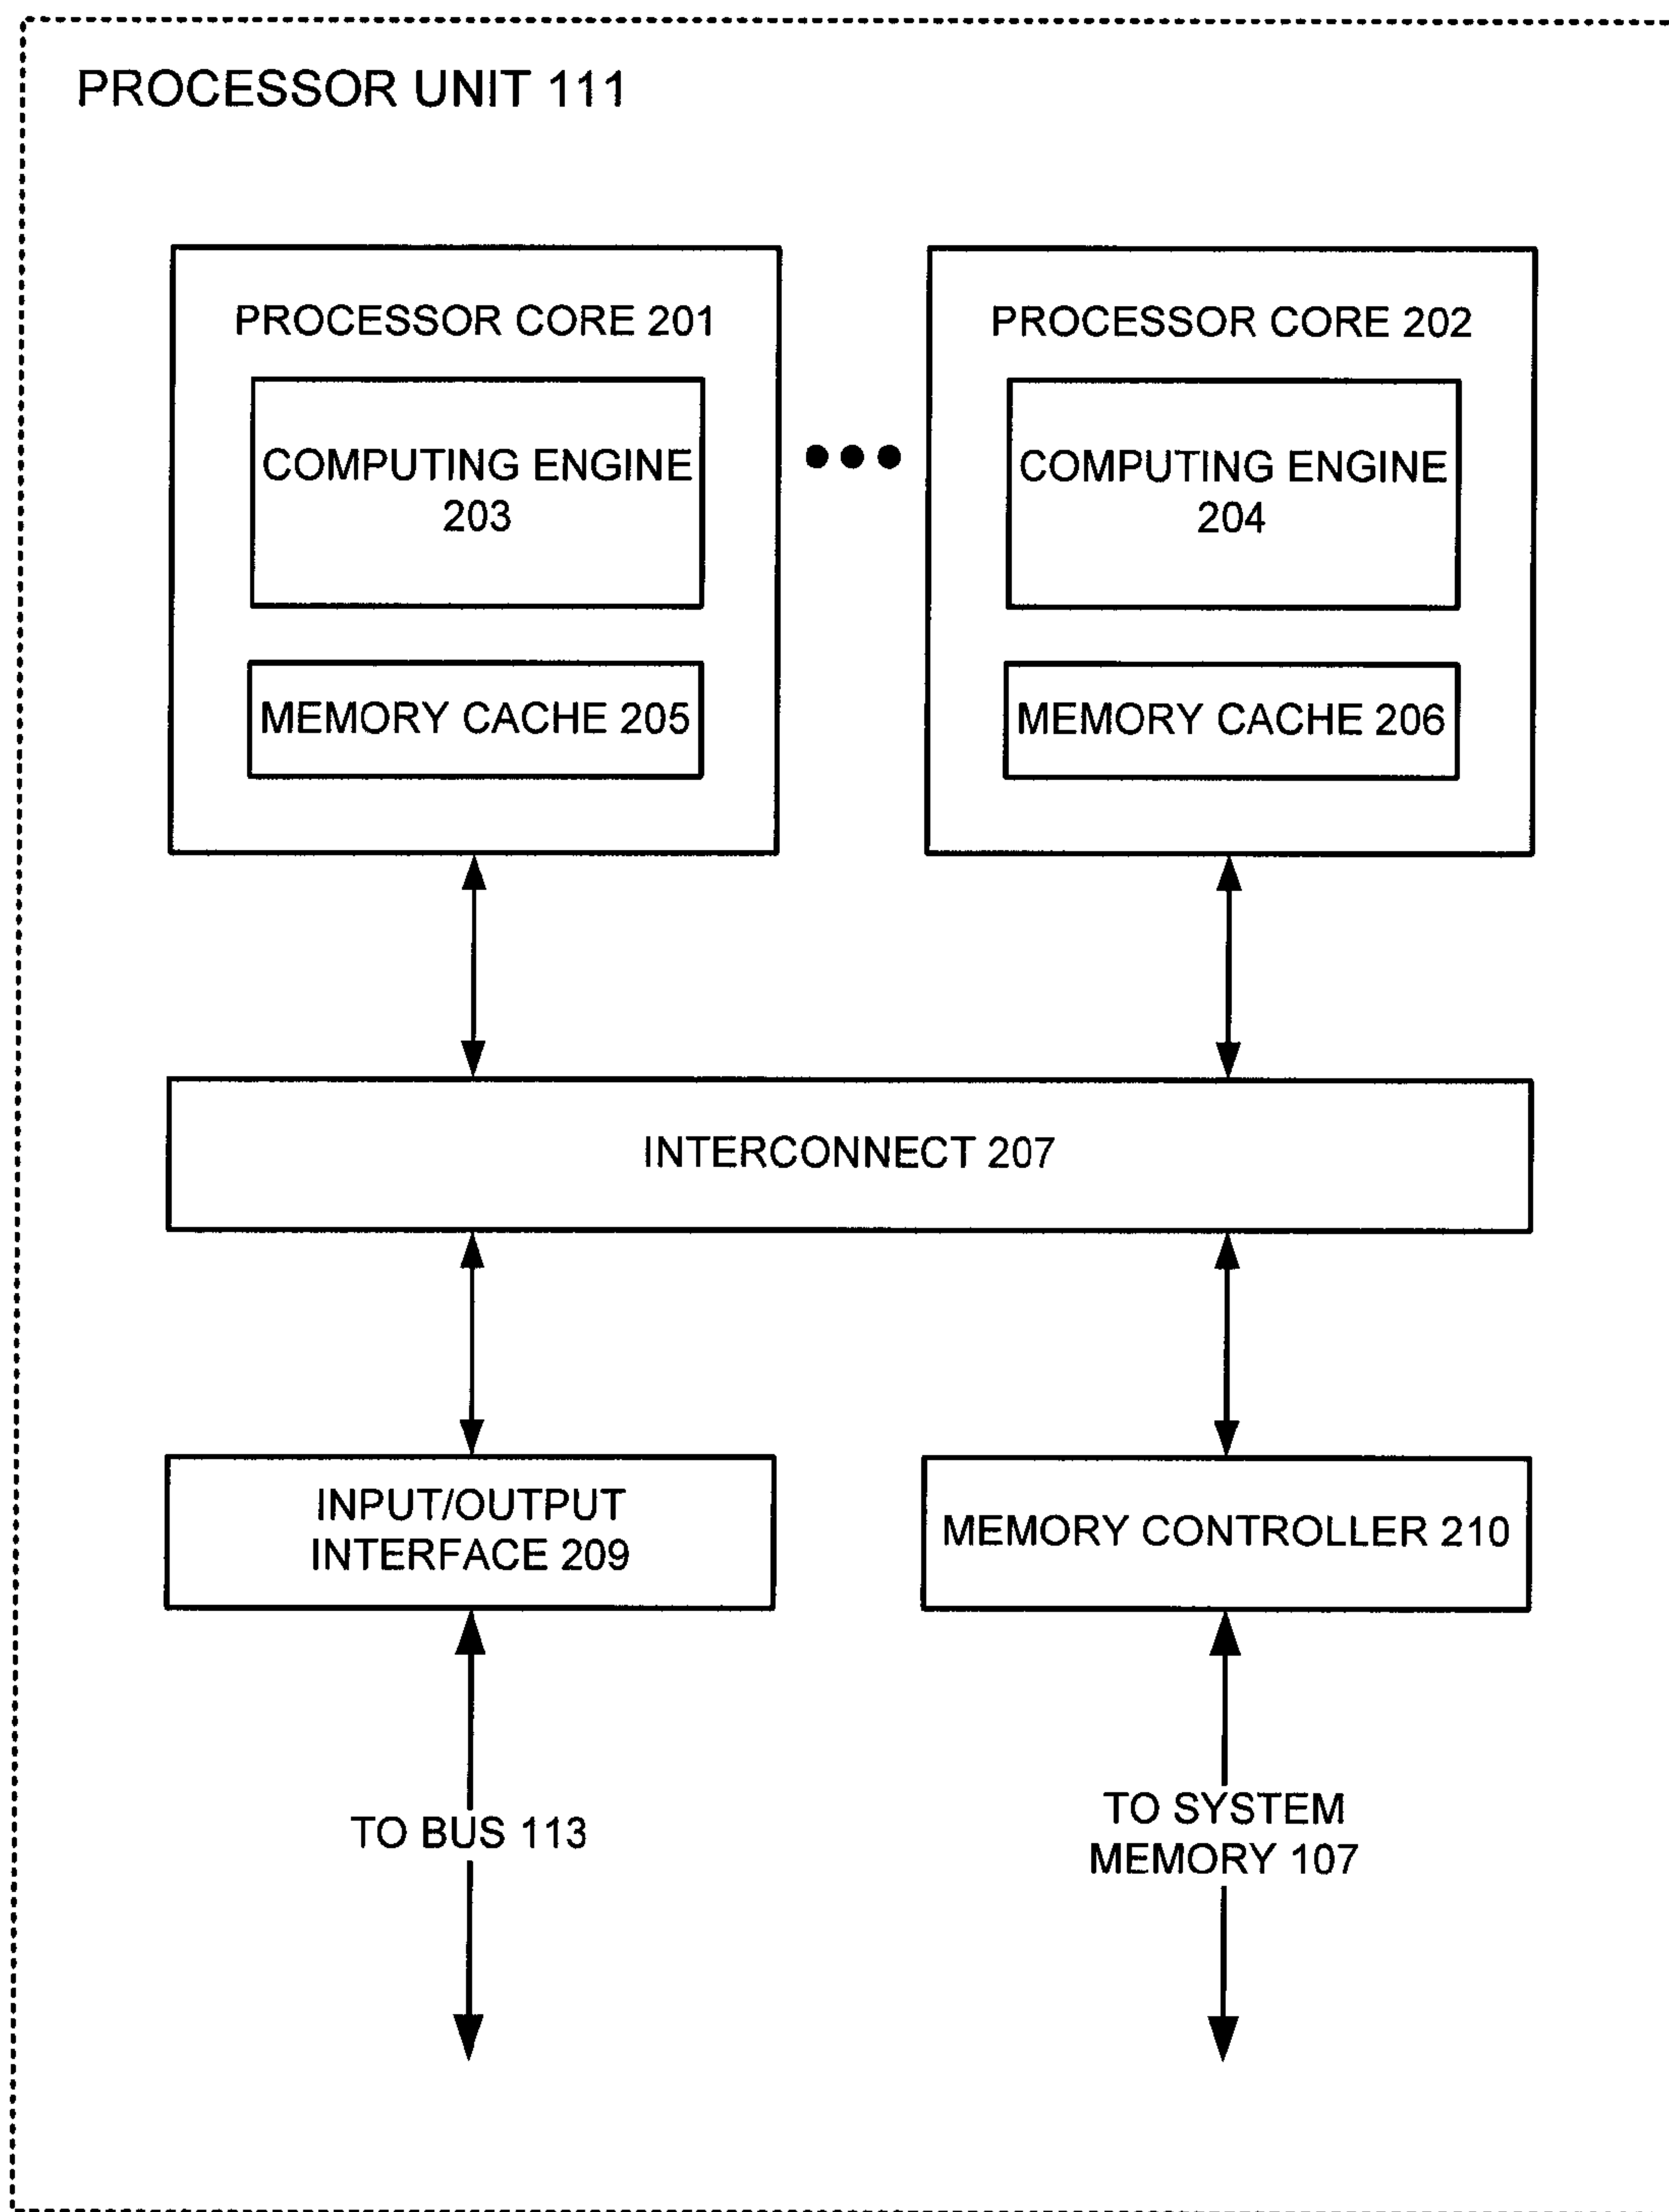 PROCESSOR UNIT 111
PROCESSOR CORE 201
COMPUTING ENGINE
203
MEMORY CACHE 205
PROCESSOR CORE 202
COMPUTING ENGINE
204
MEMORY CACHE 206
INTERCONNECT 207
INPUT/OUTPUT
INTERFACE 209
MEMORY CONTROLLER 210
TO BUS 113
TO SYSTEM
MEMORY 107